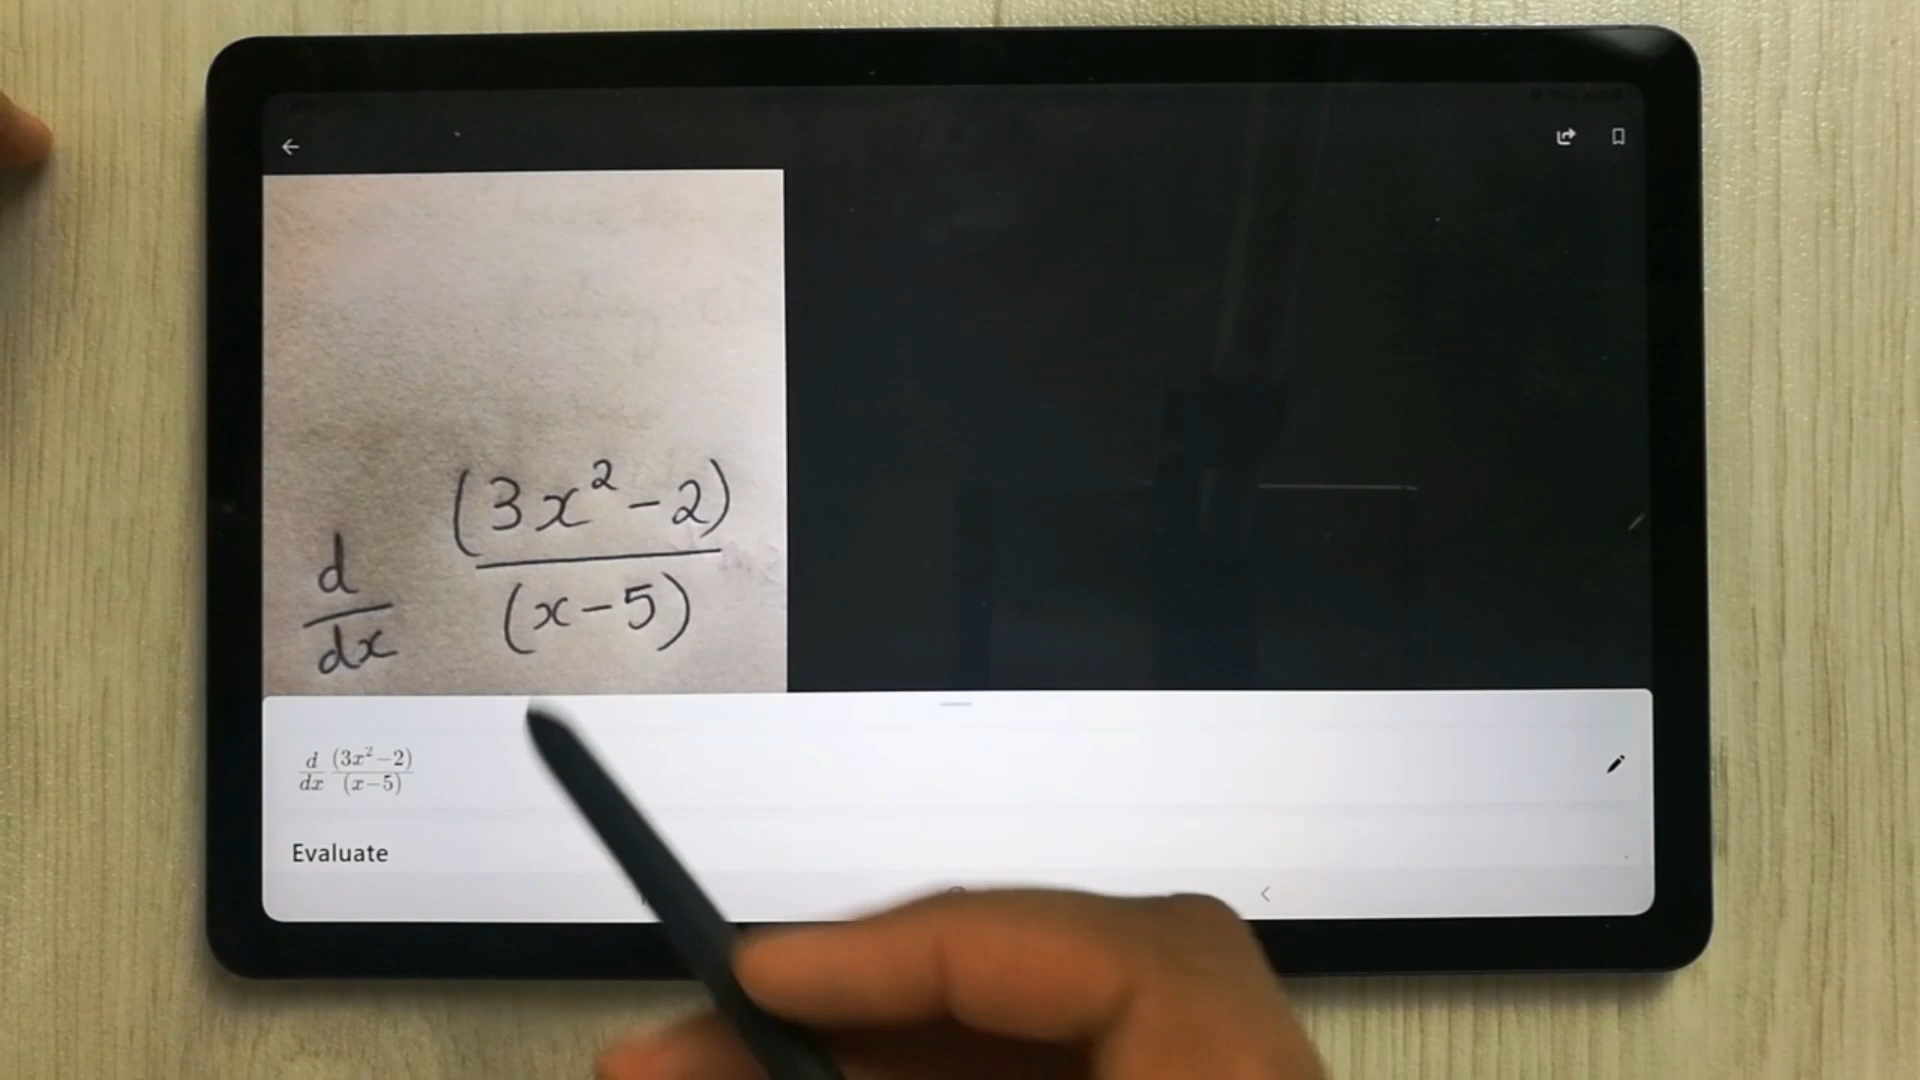 d/dx (3x²-2)/(x-5)
d/dx (3x²-2)/(x-5)
Evaluate